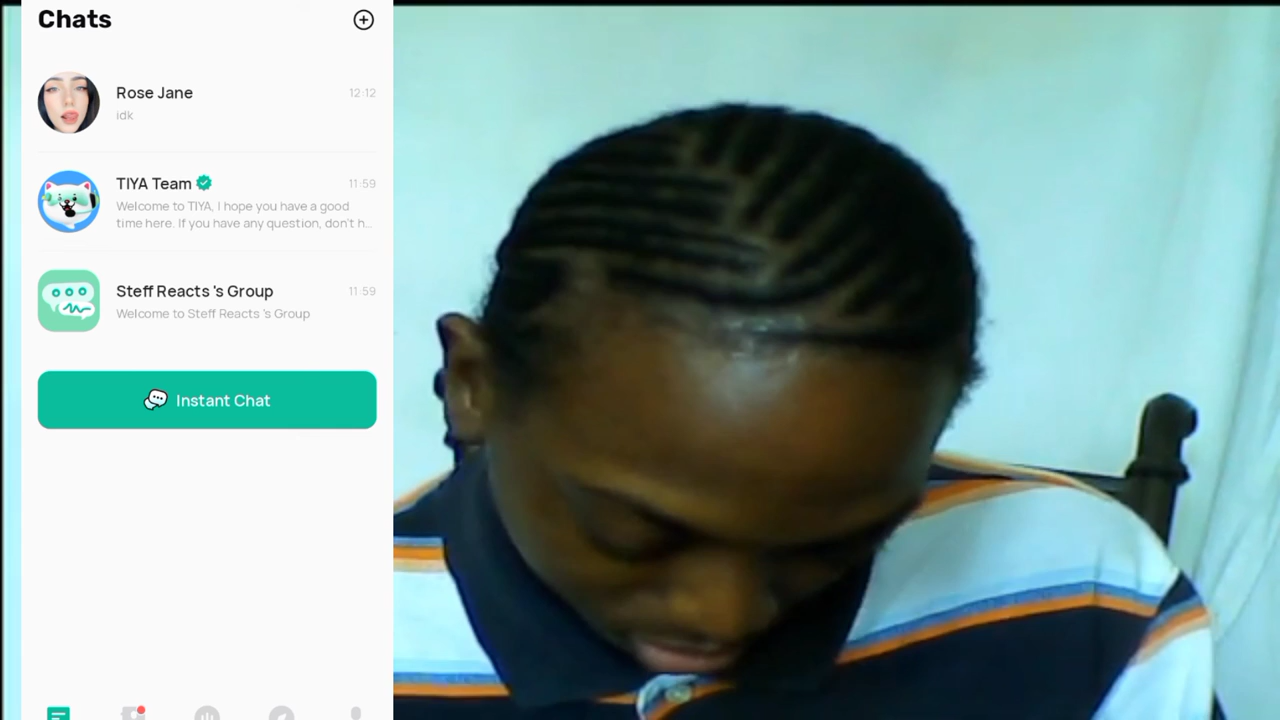 Chats
Rose Jane
12:12
idk
TIYA Team
11:59
Welcome to TIYA, I hope you have a good
time here. If you have any question, don't h...
Steff Reacts 's Group
11:59
Welcome to Steff Reacts 's Group
Instant Chat